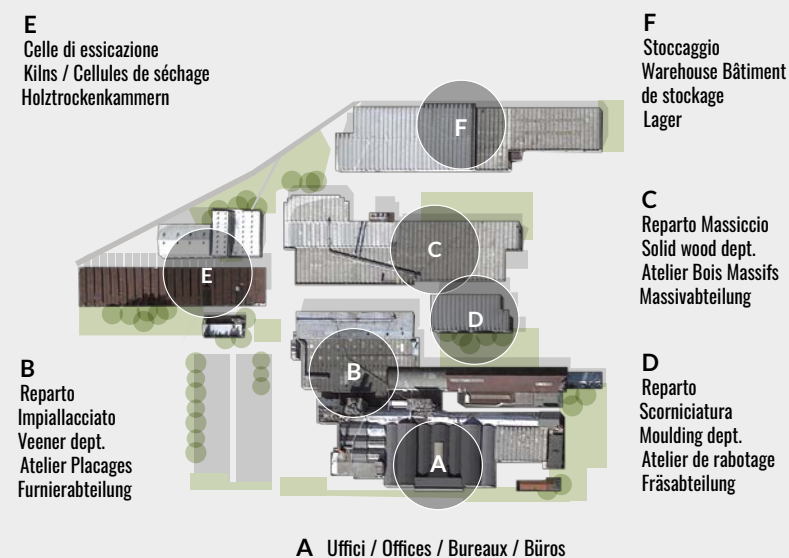 E
Celle di essicazione
Kilns / Cellules de séchage
Holztrockenkammern
F
Stoccaggio
Warehouse Bâtiment
de stockage
Lager
F
C
Reparto Massiccio
Solid wood dept.
Atelier Bois Massifs
Massivabteilung
C
E
D
B
Reparto
Impiallacciato
Veener dept.
Atelier Placages
Furnierabteilung
B
D
Reparto
Scorniciatura
Moulding dept.
Atelier de rabotage
Fräsabteilung
A
A Uffici / Offices / Bureaux / Büros